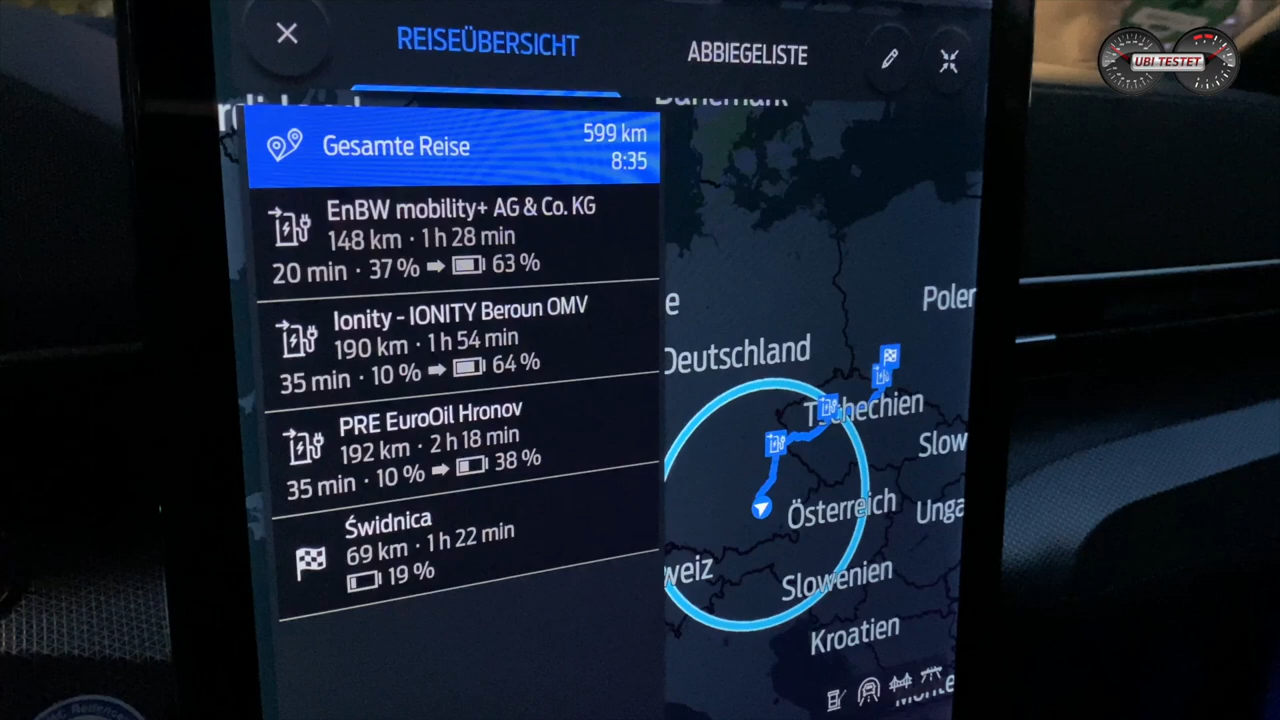 REISEÜBERSICHT
ABBIEGELISTE
UBI TESTET
Dänemark
Gesamte Reise
599 km
8:35
EnBW mobility+ AG & Co. KG
148 km · 1 h 28 min
20 min · 37 % 63 %
Ionity - IONITY Beroun OMV
190 km · 1 h 54 min
35 min · 10 % 64 %
PRE EuroOil Hronov
192 km · 2 h 18 min
35 min · 10 % 38 %
Świdnica
69 km · 1 h 22 min
19 %
e
Polen
Deutschland
Tschechien
Slow
Österreich
Unga
weiz
Slowenien
Kroatien